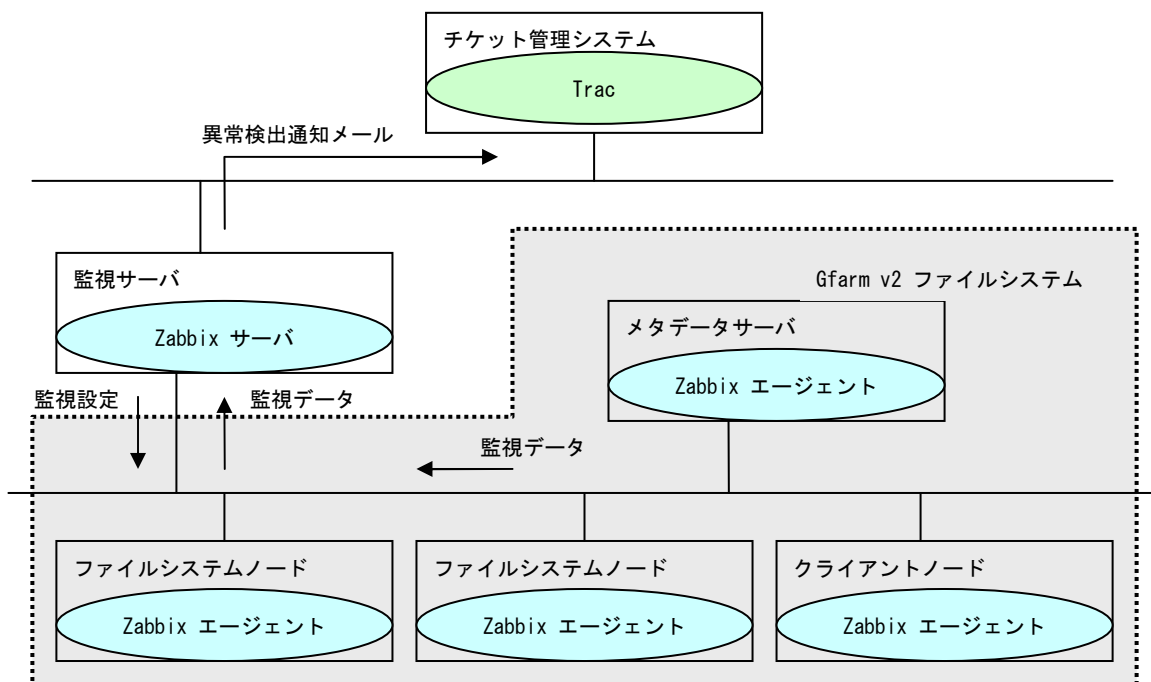 チケット管理システム
Trac
異常検出通知メール
監視サーバ
Zabbix サーバ
Gfarm v2 ファイルシステム
メタデータサーバ
Zabbix エージェント
監視設定
監視データ
監視データ
ファイルシステムノード
Zabbix エージェント
ファイルシステムノード
Zabbix エージェント
クライアントノード
Zabbix エージェント